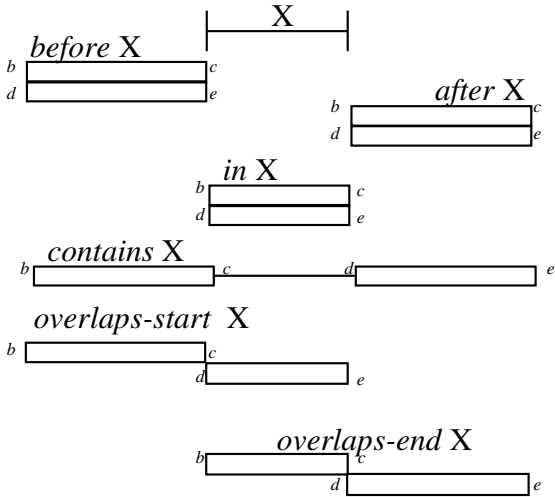 X
before X
b c
d e
after X
b c
d e
in X
b c
d e
contains X
b c d e
overlaps-start X
b c
d e
overlaps-end X
b c
d e